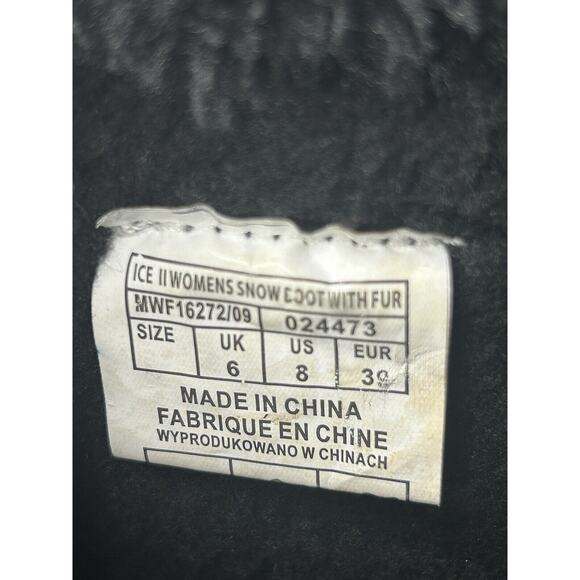 ICE II WOMENS SNOW BOOT WITH FUR
MWF16272/09 024473
SIZE UK US EUR
6 8 39
MADE IN CHINA
FABRIQUÉ EN CHINE
WYPRODUKOWANO W CHINACH